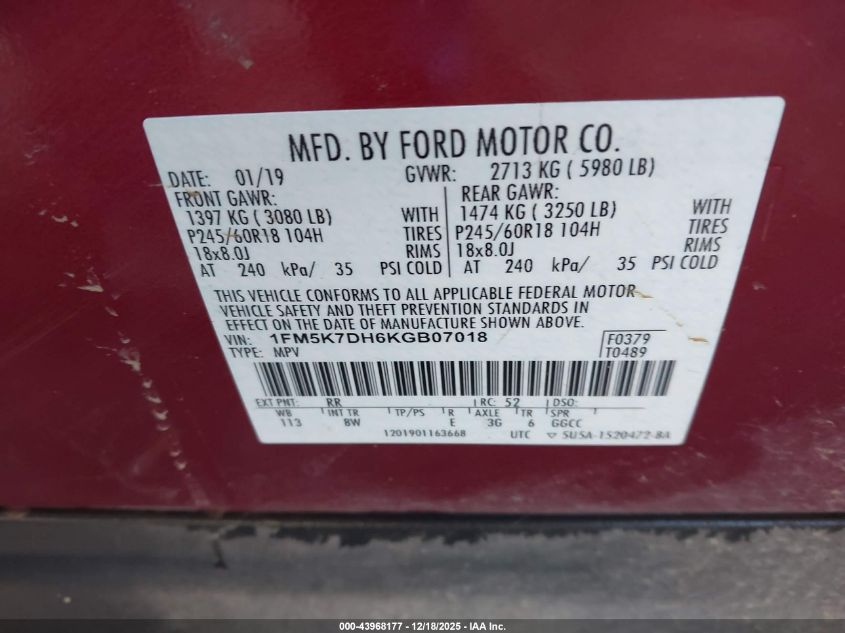 MFD. BY FORD MOTOR CO.
DATE: 01/19 GVWR: 2713 KG ( 5980 LB)
FRONT GAWR: REAR GAWR:
1397 KG ( 3080 LB) WITH 1474 KG ( 3250 LB) WITH
P245/60R18 104H TIRES P245/60R18 104H TIRES
18x8.0J RIMS 18x8.0J RIMS
AT 240 kPa/ 35 PSI COLD AT 240 kPa/ 35 PSI COLD
THIS VEHICLE CONFORMS TO ALL APPLICABLE FEDERAL MOTOR
VEHICLE SAFETY AND THEFT PREVENTION STANDARDS IN
EFFECT ON THE DATE OF MANUFACTURE SHOWN ABOVE.
VIN: 1FM5K7DH6KGB07018 F0379
TYPE: MPV T0489
EXT PNT: RR RC: 52 DSO:
WB INT TR TP/PS R AXLE TR SPR
113 8W E 3G 6 GGCC
1201901163668 UTC ▽ 5U5A-1520472-BA
000-43968177 - 12/18/2025 - IAA Inc.